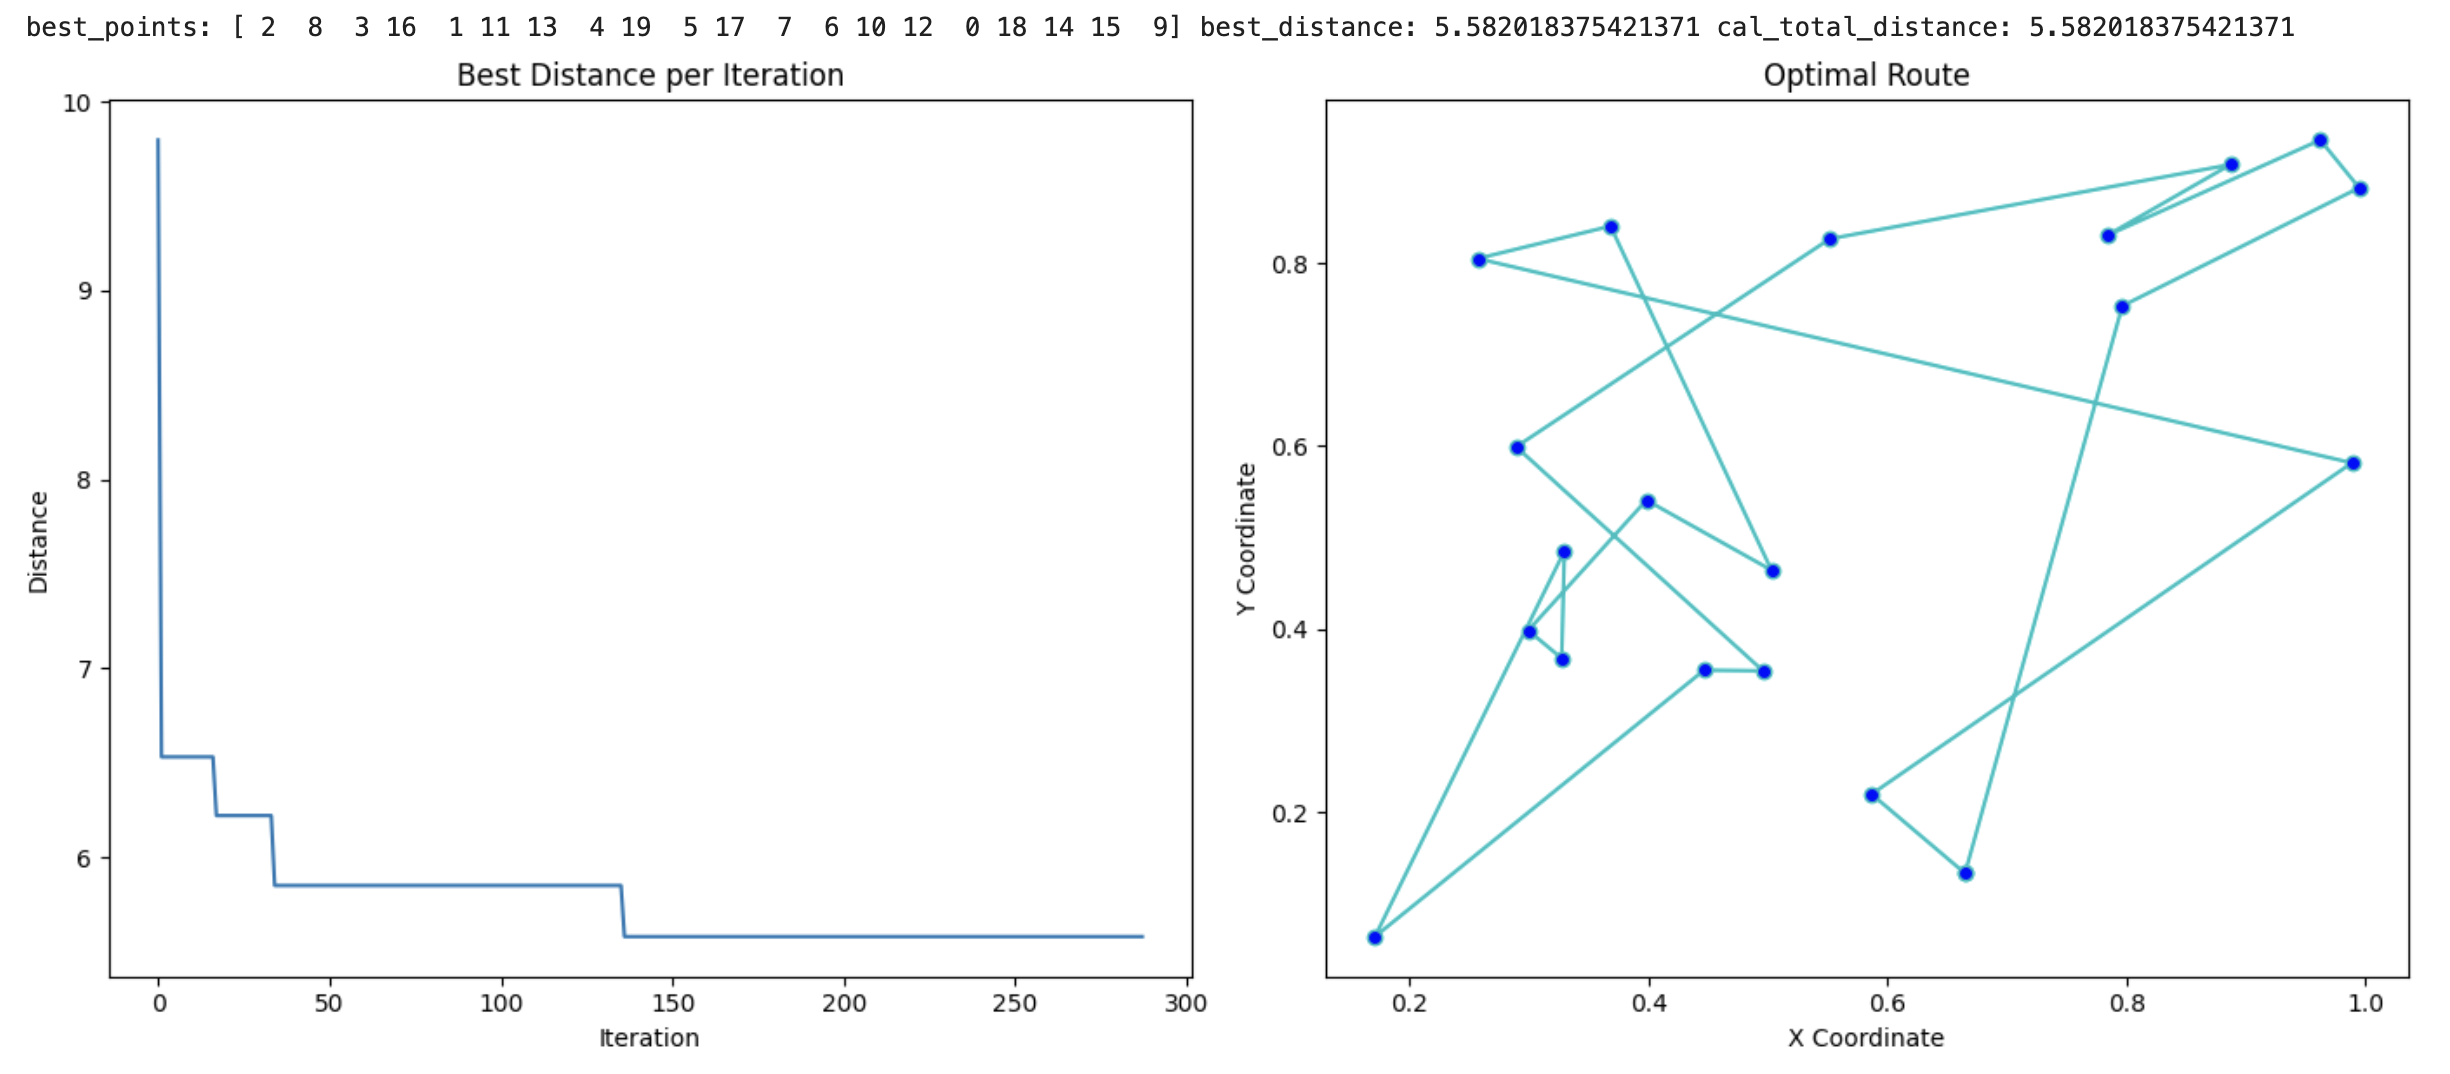 best_points: [ 2  8  3 16  1 11 13  4 19  5 17  7  6 10 12  0 18 14 15  9] best_distance: 5.582018375421371 cal_total_distance: 5.582018375421371
Best Distance per Iteration
10
9
8
7
6
Distance
0 50 100 150 200 250 300
Iteration
Optimal Route
0.8
0.6
0.4
0.2
Y Coordinate
0.2 0.4 0.6 0.8 1.0
X Coordinate